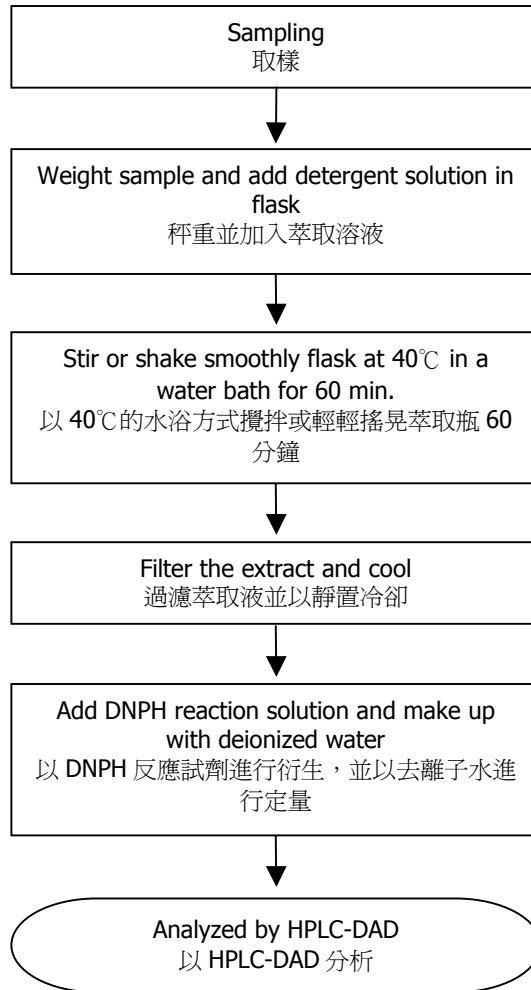 Sampling
取樣
Weight sample and add detergent solution in
flask
秤重並加入萃取溶液
Stir or shake smoothly flask at 40℃ in a
water bath for 60 min.
以 40℃的水浴方式攪拌或輕輕搖晃萃取瓶 60
分鐘
Filter the extract and cool
過濾萃取液並以靜置冷卻
Add DNPH reaction solution and make up
with deionized water
以 DNPH 反應試劑進行衍生，並以去離子水進
行定量
Analyzed by HPLC-DAD
以 HPLC-DAD 分析